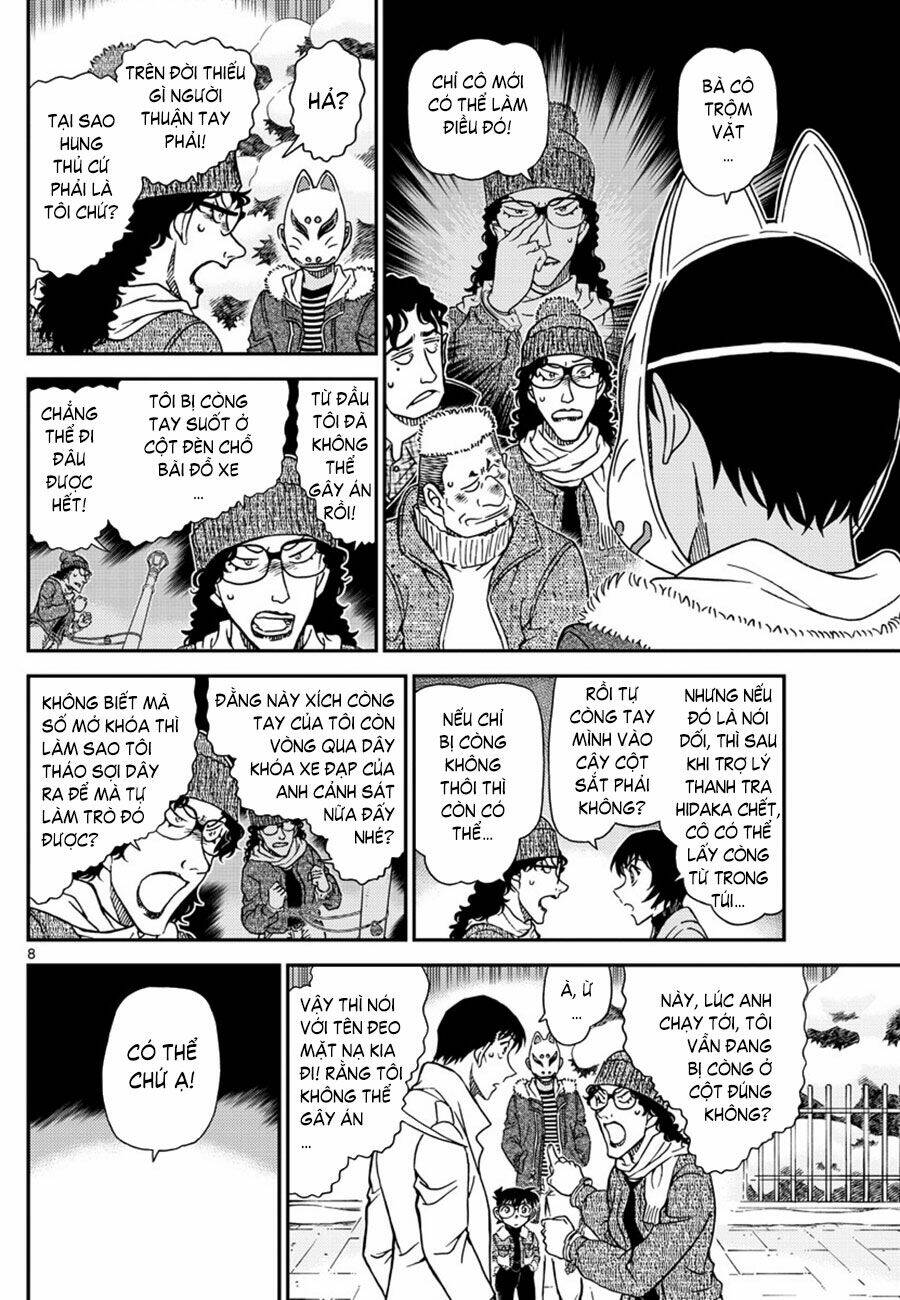 BÀ CÔ
TRỘM
VẶT
...
CHỈ CÔ MỚI
CÓ THỂ LÀM
ĐIỀU ĐÓ!
HẢ?
TRÊN ĐỜI THIẾU
GÌ NGƯỜI
THUẬN TAY
PHẢI!
TẠI SAO
HUNG
THỦ CỨ
PHẢI LÀ
TÔI CHỨ?
TỪ ĐẦU
TÔI ĐÃ
KHÔNG
THỂ
GÂY ÁN
RỒI!
TÔI BỊ CÒNG
TAY SUỐT Ở
CỘT ĐÈN CHỔ
BÀI ĐỒ XE
...
CHẲNG
THỂ ĐI
ĐÂU
ĐƯỢC
HẾT!
NHƯNG NẾU
ĐÓ LÀ NÓI
DỐI, THÌ SAU
KHI TRỢ LÝ
THANH TRA
HIDAKA CHẾT,
CÔ CÓ THỂ
LẤY CÒNG
TỪ TRONG
TÚI...
RỒI TỰ
CÒNG TAY
MÌNH VÀO
CÂY CỘT
SẮT PHẢI
KHÔNG?
NẾU CHỈ
BỊ CÒNG
KHÔNG
THÔI THÌ
CÒN CÓ
THỂ...
ĐẰNG NÀY XÍCH CÒNG
TAY CỦA TÔI CÒN
VÒNG QUA DÂY
KHÓA XE ĐẠP CỦA
ANH CẢNH SÁT
NỮA ĐẤY
NHÉ?
KHÔNG BIẾT MÀ
SỐ MỞ KHÓA THÌ
LÀM SAO TÔI
THÁO SỢI DÂY
RA ĐỂ MÀ TỰ
LÀM TRÒ ĐÓ
ĐƯỢC?
NÀY, LÚC ANH
CHẠY TỚI, TÔI
VẪN ĐANG
BỊ CÒNG Ở
CỘT ĐÚNG
KHÔNG?
À, Ừ
...
VẬY THÌ NÓI
VỚI TÊN ĐEO
MẶT NẠ KIA
ĐI! RẰNG TÔI
KHÔNG THỂ
GÂY ÁN
...
CÓ THỂ
CHỨ Ạ!
8